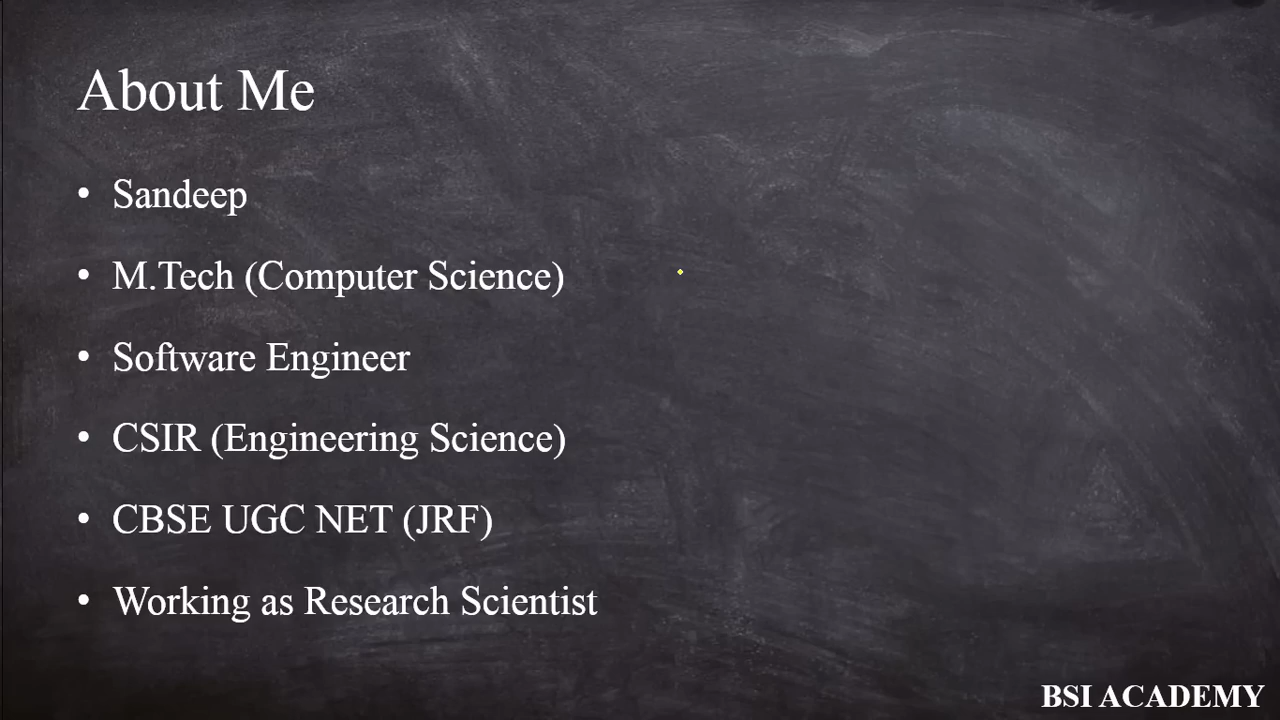 About Me
• Sandeep
• M.Tech (Computer Science)
• Software Engineer
• CSIR (Engineering Science)
• CBSE UGC NET (JRF)
• Working as Research Scientist
BSI ACADEMY